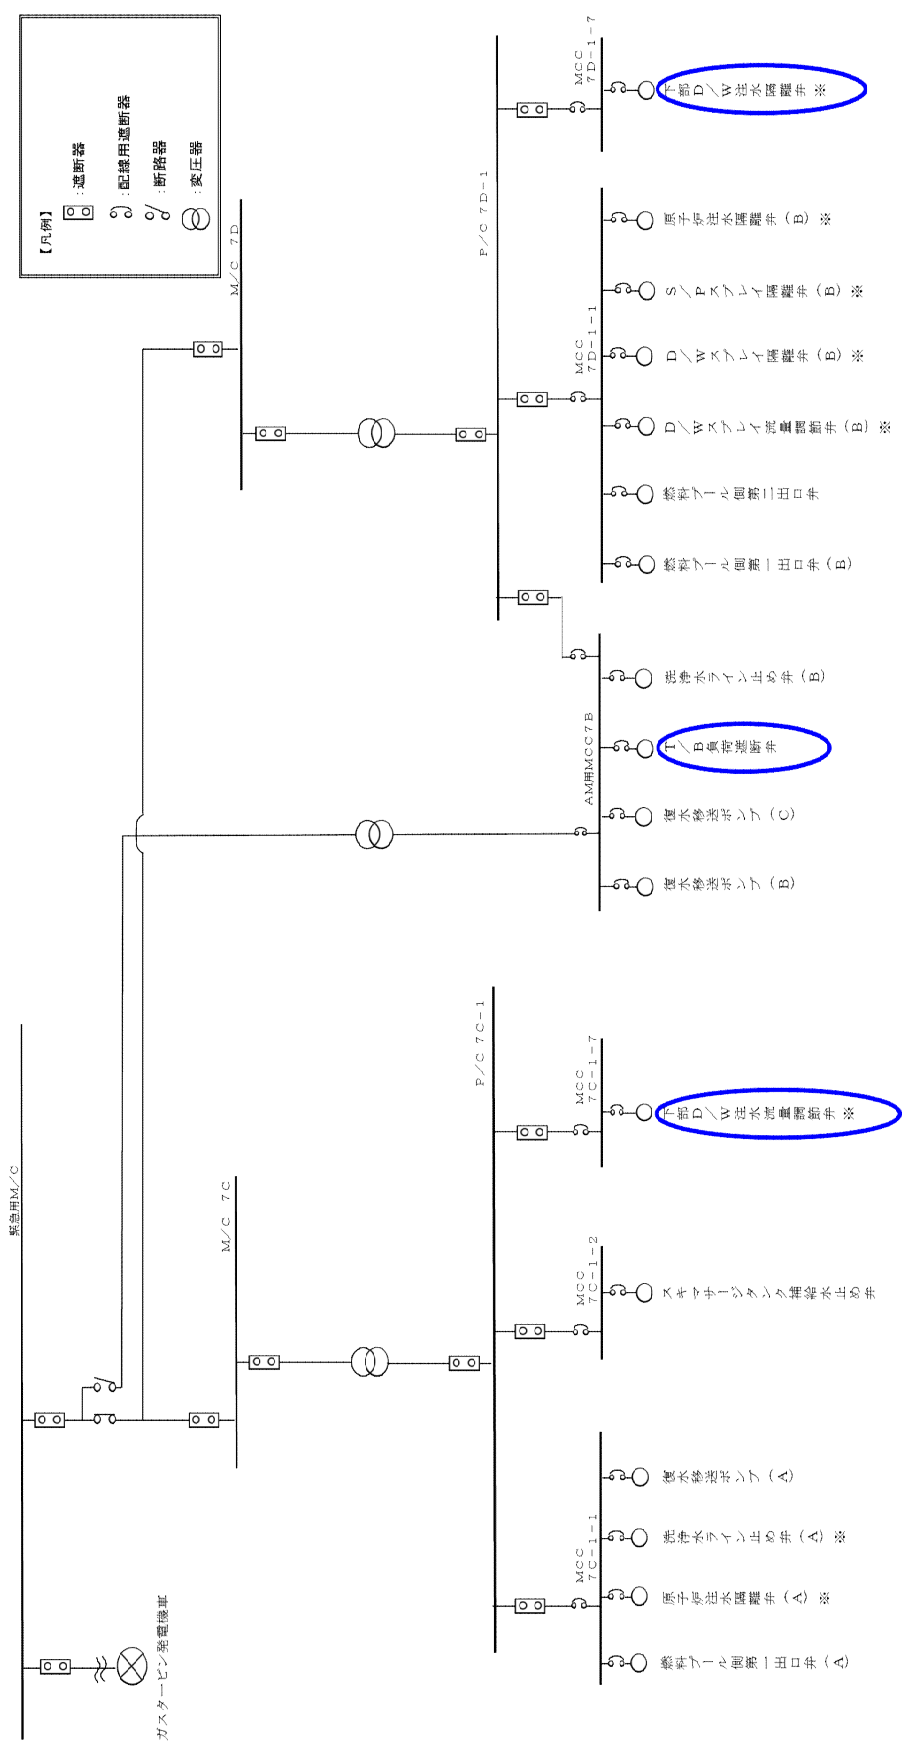 【凡例】
：遮断器
：配線用遮断器
：断路器
：変圧器
緊急用M／C
ガスタービン発電機車
M／C 7C
M／C 7D
P／C 7C－1
P／C 7D－1
MCC
7C－1－1
燃料プール側第一出口弁（A）
原子炉注水隔離弁（A）※
洗浄水ライン止め弁（A）※
復水移送ポンプ（A）
MCC
7C－1－2
スキマサージタンク補給水止め弁
MCC
7C－1－7
下部D／W注水流量調節弁※
AM用MCC7B
復水移送ポンプ（B）
復水移送ポンプ（C）
T／B負荷遮断弁
洗浄水ライン止め弁（B）
MCC
7D－1－1
燃料プール側第一出口弁（B）
燃料プール側第二出口弁
D／Wスプレイ流量調節弁（B）※
D／Wスプレイ隔離弁（B）※
S／Pスプレイ隔離弁（B）※
原子炉注水隔離弁（B）※
MCC
7D－1－7
下部D／W注水隔離弁※